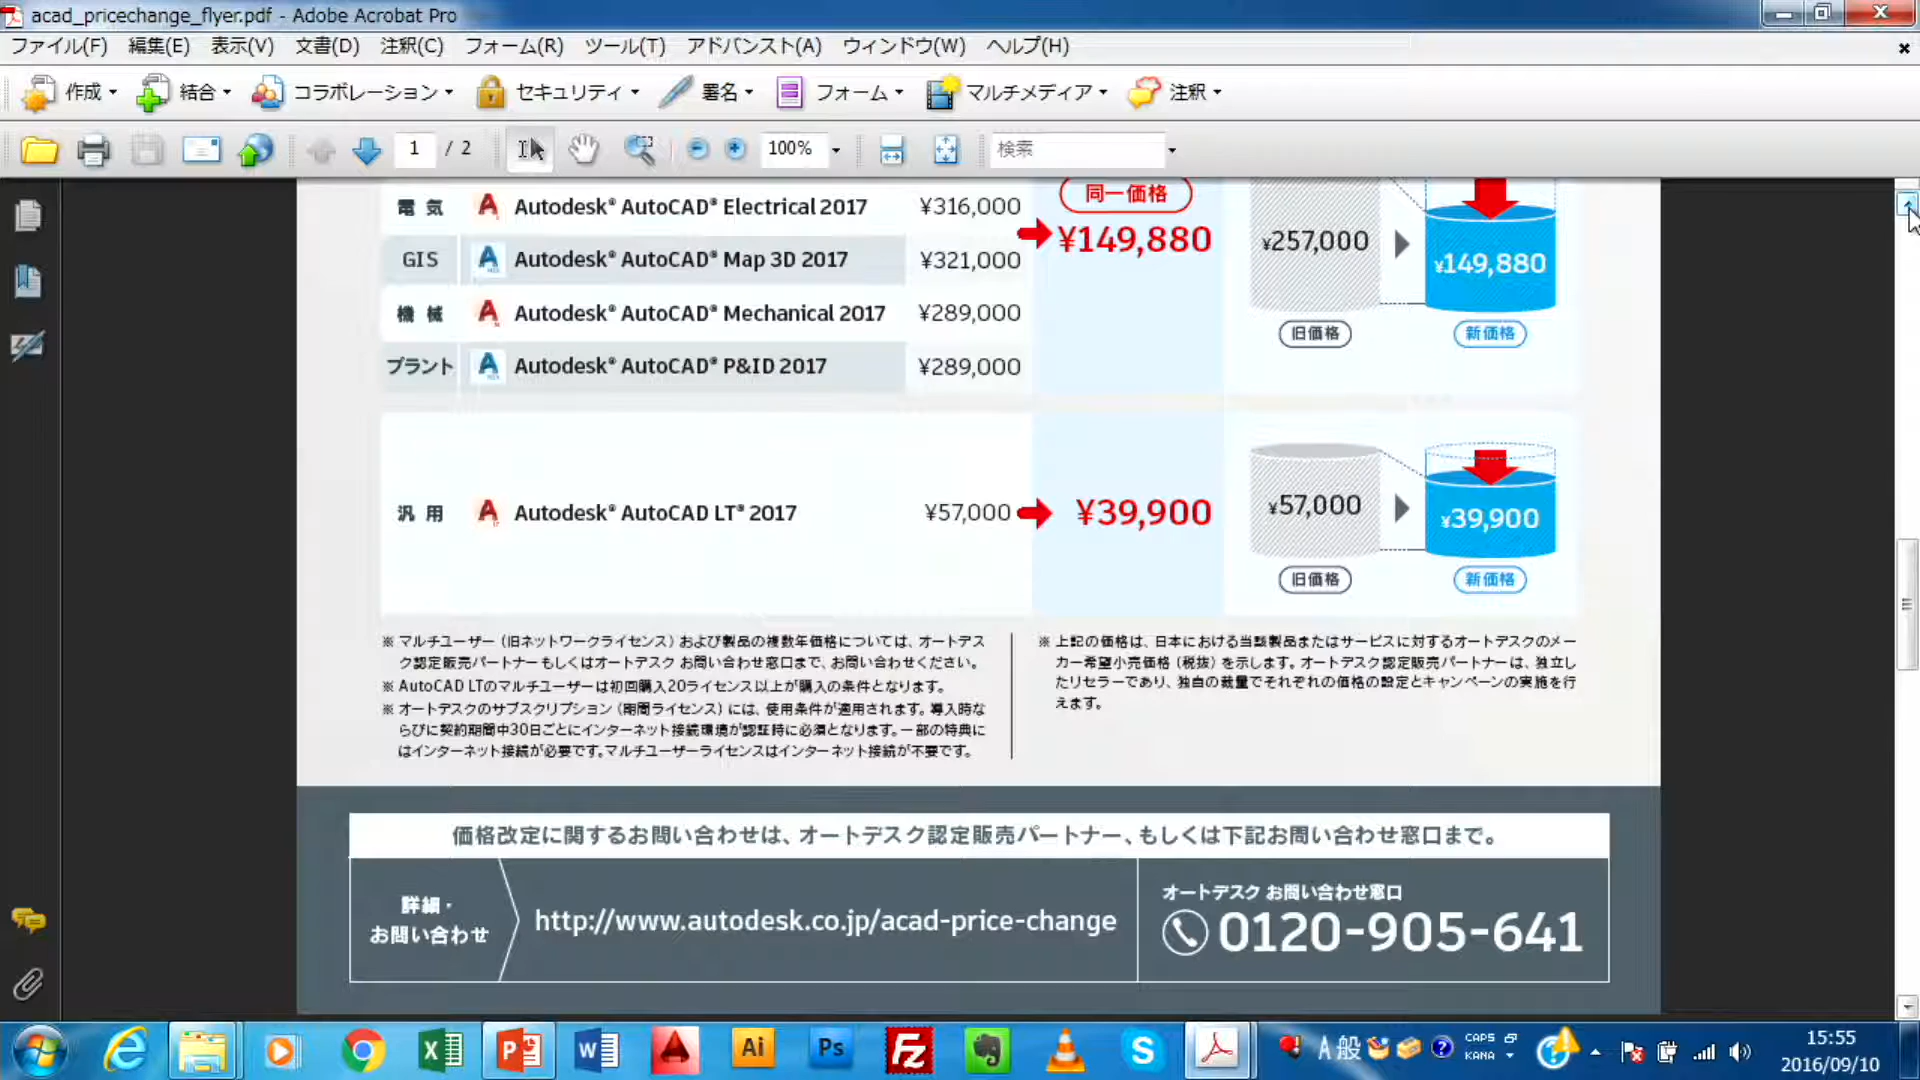 acad_pricechange_flyer.pdf - Adobe Acrobat Pro
ファイル(F) 編集(E) 表示(V) 文書(D) 注釈(C) フォーム(R) ツール(T) アドバンスト(A) ウィンドウ(W) ヘルプ(H)
作成 結合 コラボレーション セキュリティ 署名 フォーム マルチメディア 注釈
1 / 2 100% 検索
電気 Autodesk® AutoCAD® Electrical 2017 ¥316,000
GIS Autodesk® AutoCAD® Map 3D 2017 ¥321,000
機械 Autodesk® AutoCAD® Mechanical 2017 ¥289,000
プラント Autodesk® AutoCAD® P&ID 2017 ¥289,000
同一価格
¥149,880
¥257,000
¥149,880
旧価格
新価格
汎用 Autodesk® AutoCAD LT® 2017 ¥57,000 ¥39,900
¥57,000
¥39,900
旧価格
新価格
※ マルチユーザー（旧ネットワークライセンス）および製品の複数年価格については、オートデス
ク認定販売パートナーもしくはオートデスク お問い合わせ窓口まで、お問い合わせください。
※ AutoCAD LTのマルチユーザーは初回購入20ライセンス以上が購入の条件となります。
※ オートデスクのサブスクリプション（期間ライセンス）には、使用条件が適用されます。導入時な
らびに契約期間中30日ごとにインターネット接続環境が認証時に必須となります。一部の特典に
はインターネット接続が必要です。マルチユーザーライセンスはインターネット接続が不要です。
※ 上記の価格は、日本における当該製品またはサービスに対するオートデスクのメー
カー希望小売価格（税抜）を示します。オートデスク認定販売パートナーは、独立し
たリセラーであり、独自の裁量でそれぞれの価格の設定とキャンペーンの実施を行
えます。
価格改定に関するお問い合わせは、オートデスク認定販売パートナー、もしくは下記お問い合わせ窓口まで。
詳細・
お問い合わせ
http://www.autodesk.co.jp/acad-price-change
オートデスク お問い合わせ窓口
0120-905-641
Ai Ps Fz
A 般
CAPS
KANA
15:55
2016/09/10